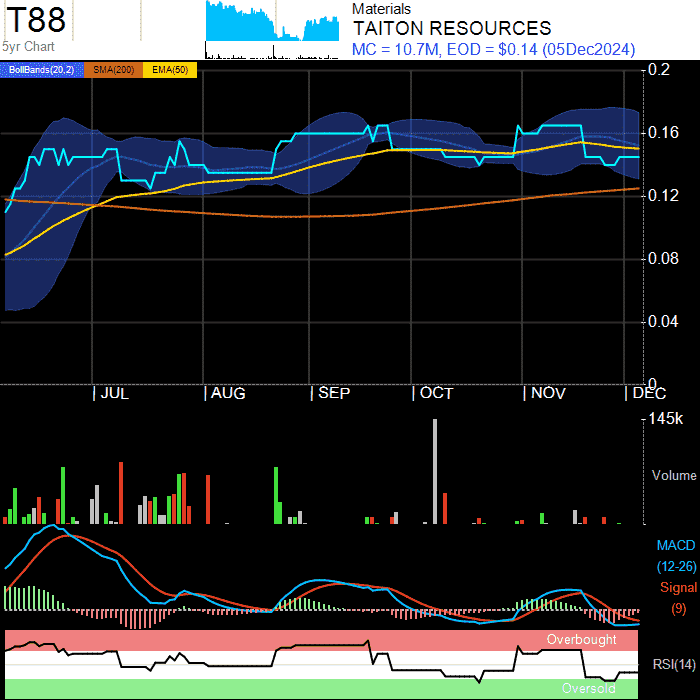 T88
5yr Chart
Materials
TAITON RESOURCES
MC = 10.7M, EOD = $0.14 (05Dec2024)
BollBands(20,2) SMA(200) EMA(50)
0.2
0.16
0.12
0.08
0.04
0
JUL AUG SEP OCT NOV DEC
145k
Volume
MACD
(12-26)
Signal
(9)
Overbought
RSI(14)
Oversold